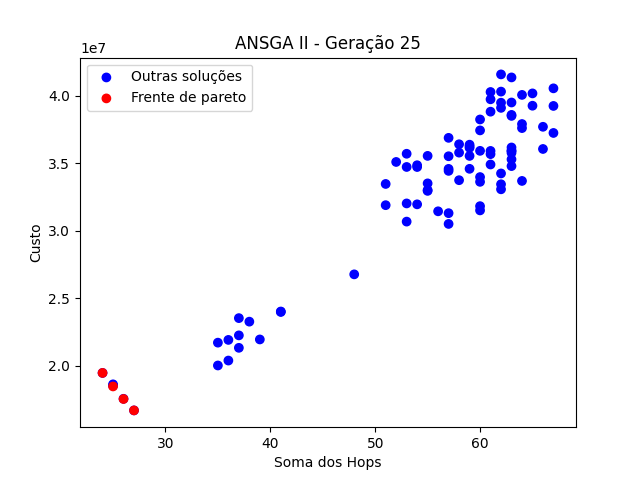 ANSGA II - Geração 25
1e7
Outras soluções
Frente de pareto
4.0
3.5
3.0
2.5
2.0
Custo
30 40 50 60
Soma dos Hops